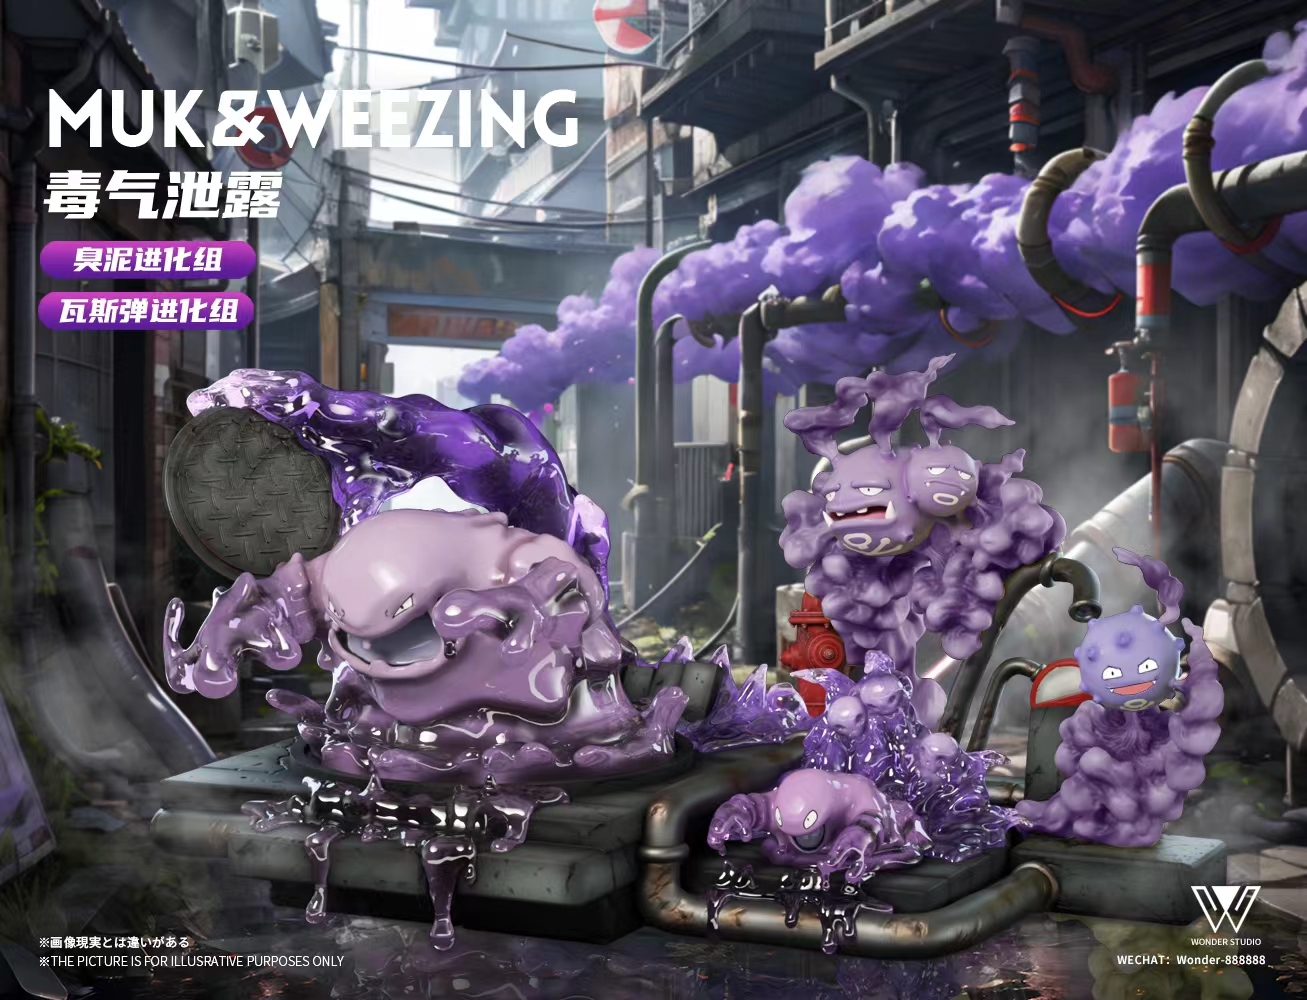 MUK&WEEZING
毒气泄露
臭泥进化组
瓦斯弹进化组
※画像現実とは違いがある
※THE PICTURE IS FOR ILLUSRATIVE PURPOSES ONLY
WONDER STUDIO
WECHAT: Wonder-888888